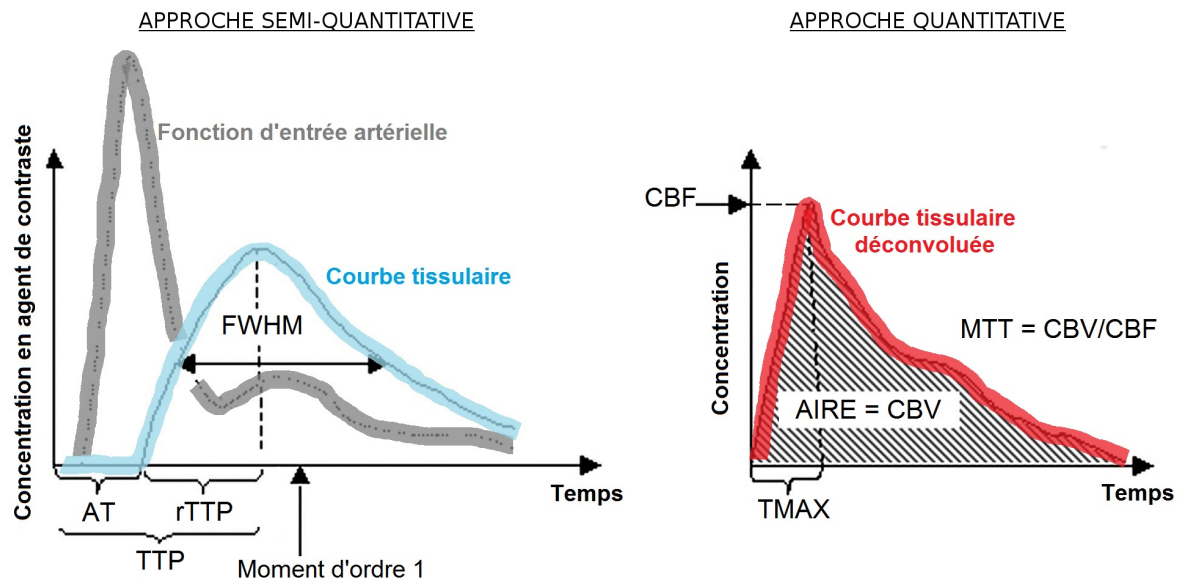 APPROCHE SEMI-QUANTITATIVE
Concentration en agent de contraste
Fonction d'entrée artérielle
Courbe tissulaire
FWHM
Temps
AT
rTTP
TTP
Moment d'ordre 1
APPROCHE QUANTITATIVE
CBF
Concentration
Courbe tissulaire
déconvoluée
MTT = CBV/CBF
AIRE = CBV
Temps
TMAX